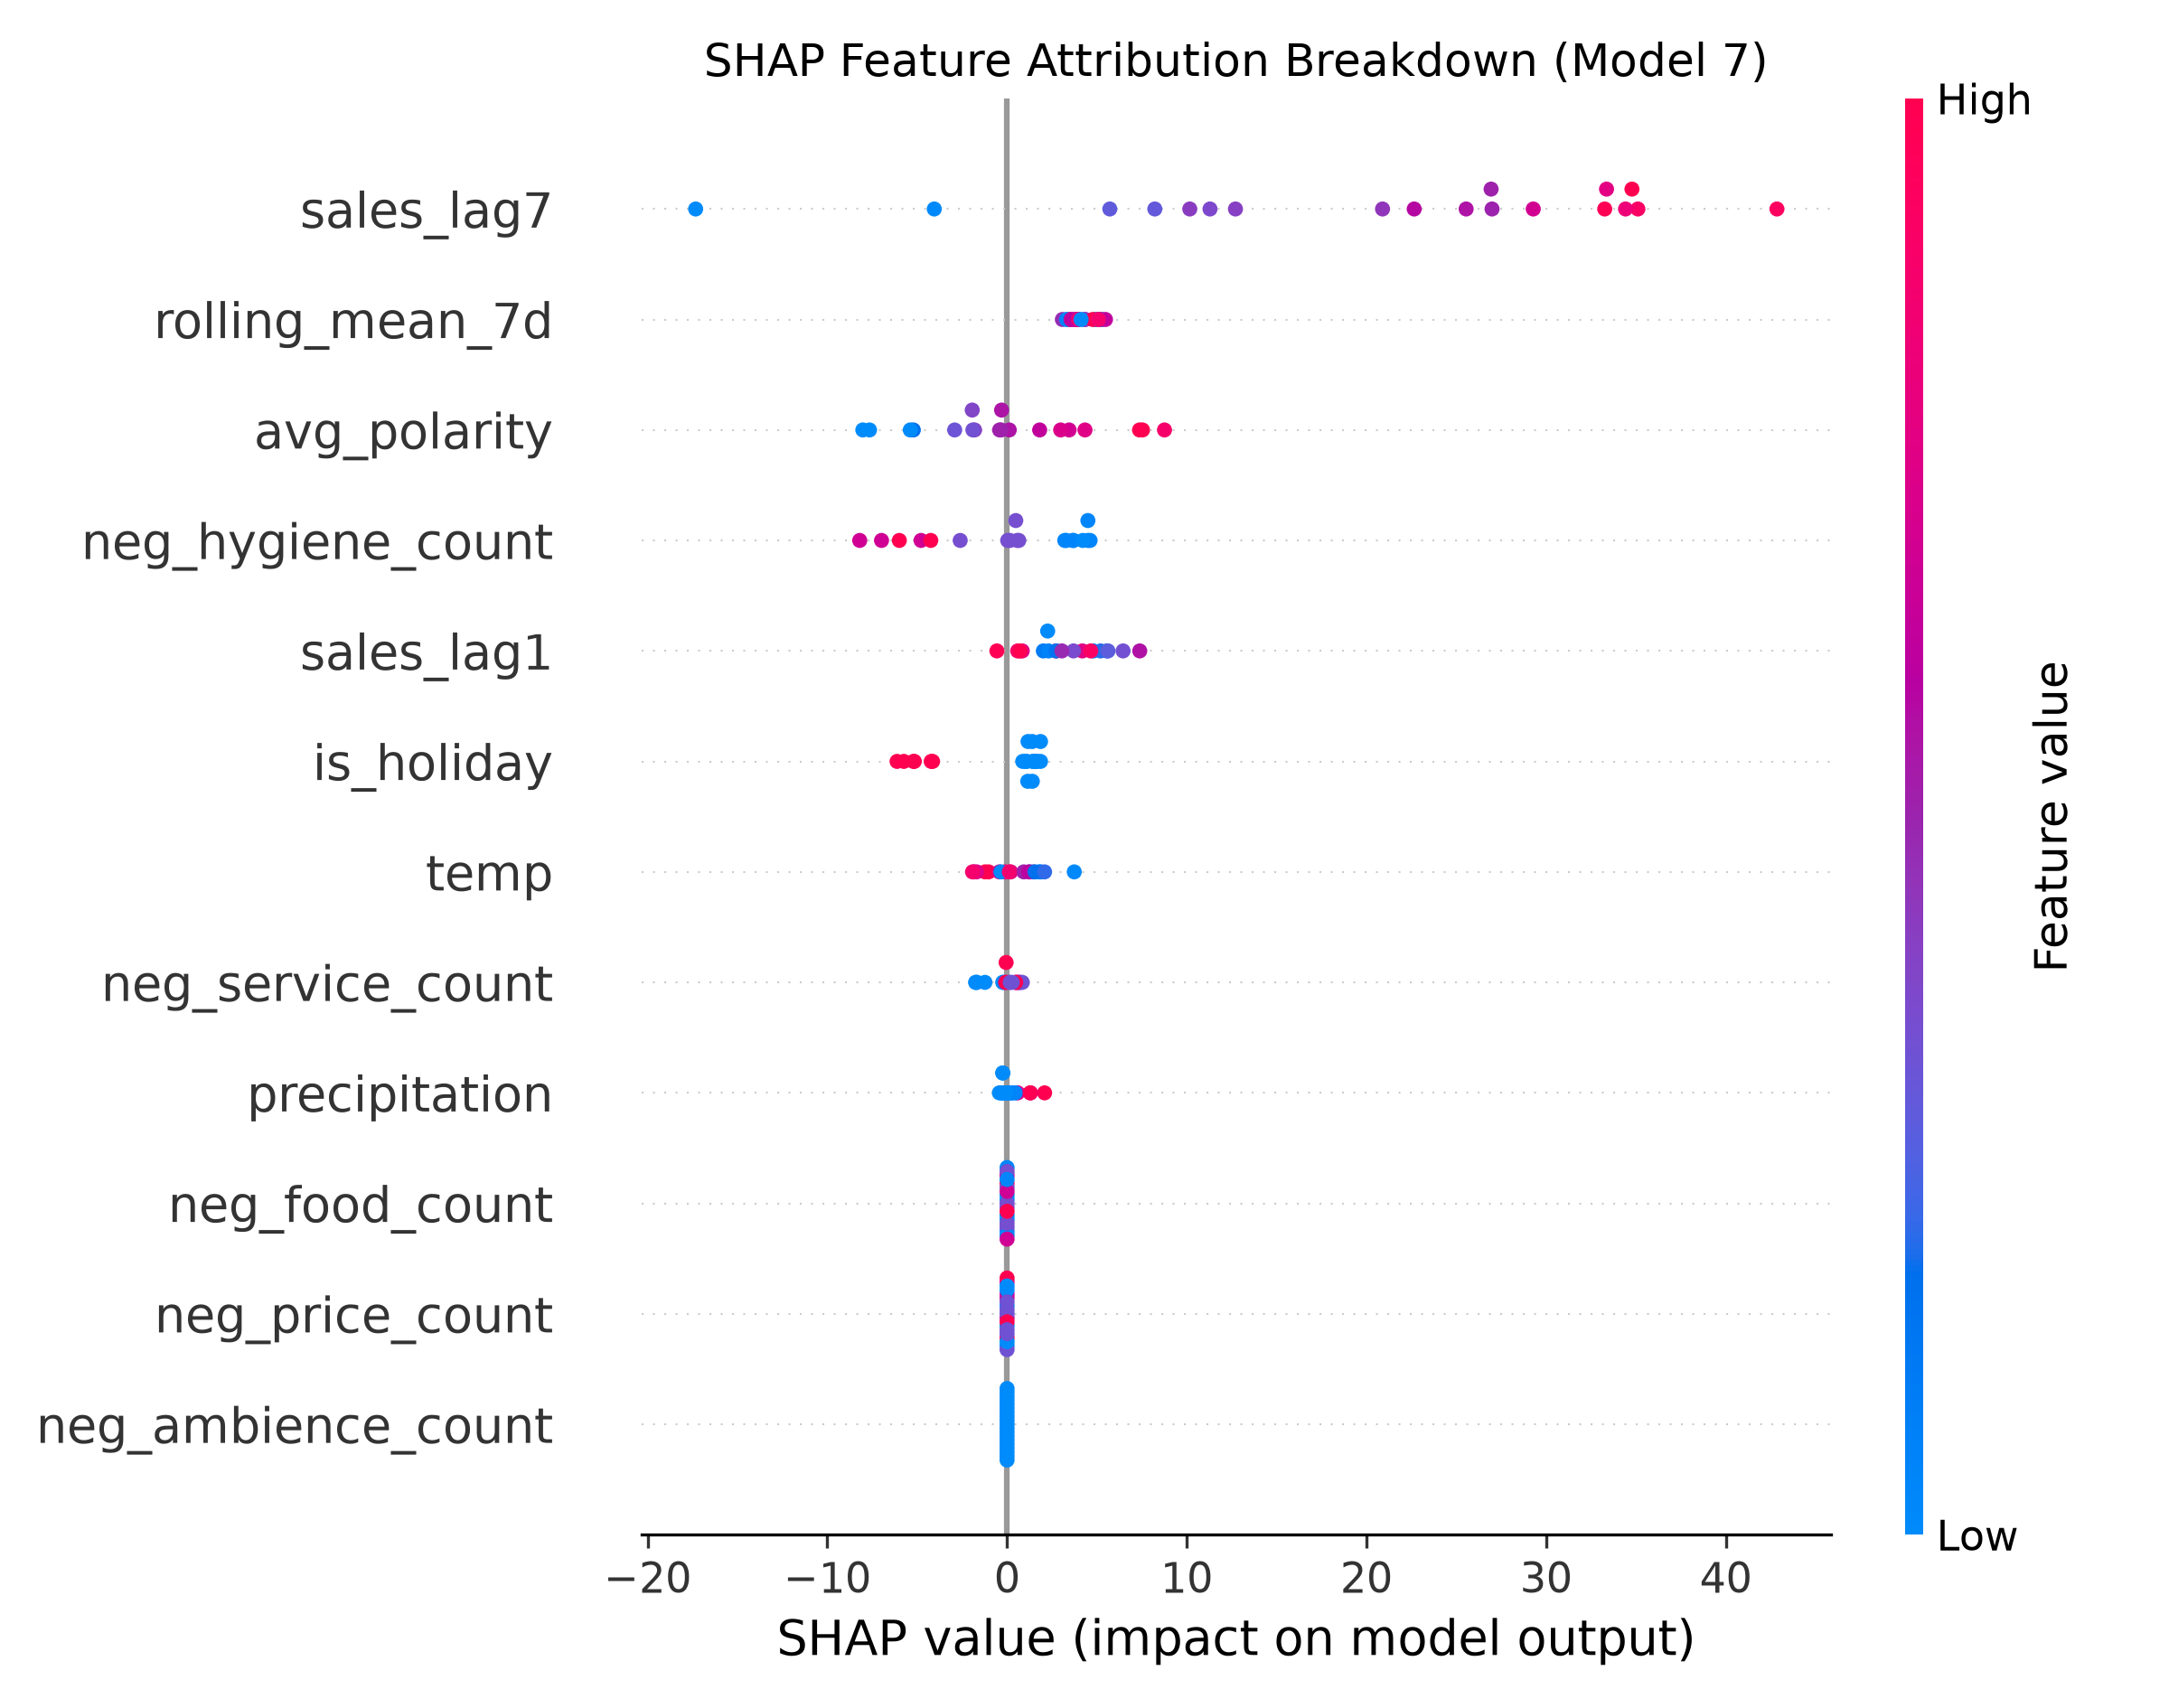 SHAP Feature Attribution Breakdown (Model 7)
High
sales_lag7
rolling_mean_7d
avg_polarity
neg_hygiene_count
sales_lag1
is_holiday
temp
neg_service_count
precipitation
neg_food_count
neg_price_count
neg_ambience_count
Feature value
Low
−20 −10 0 10 20 30 40
SHAP value (impact on model output)